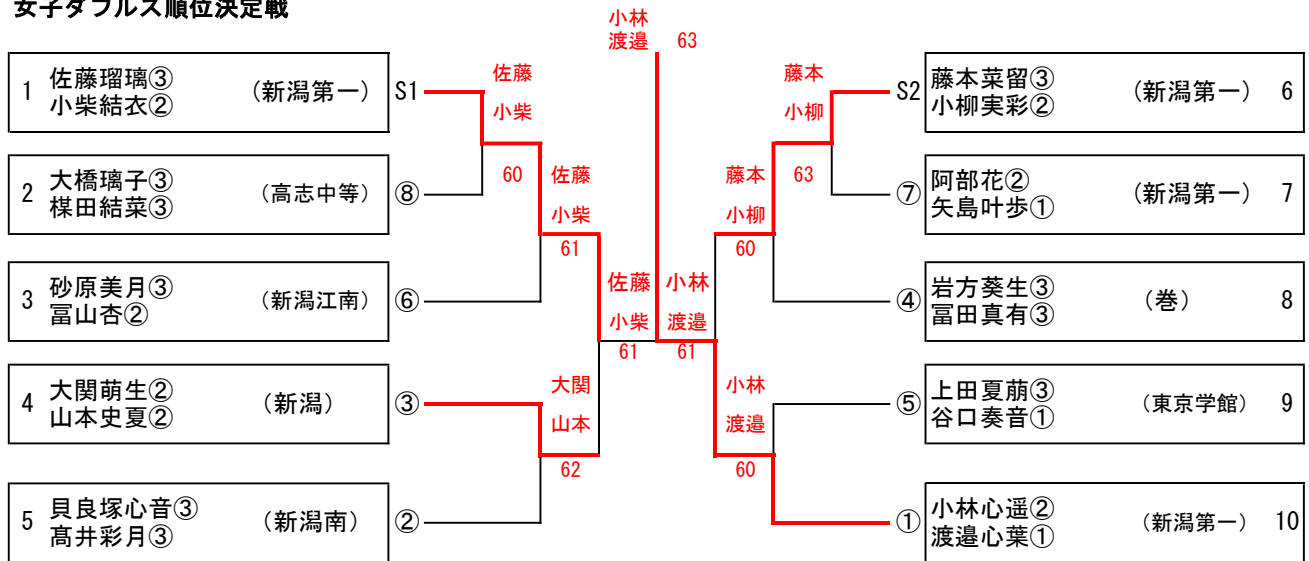 女子ダブルス順位決定戦
小林
渡邉 63
1 佐藤瑠璃③
小柴結衣② (新潟第一) S1
佐藤
小柴
60
2 大橋璃子③
楳田結菜③ (高志中等) ⑧
佐藤
小柴
61
3 砂原美月③
冨山杏② (新潟江南) ⑥
佐藤
小柴
61
4 大関萌生②
山本史夏② (新潟) ③
大関
山本
62
5 貝良塚心音③
髙井彩月③ (新潟南) ②
藤本
小柳
63
S2 藤本菜留③
小柳実彩② (新潟第一) 6
藤本
小柳
60
⑦ 阿部花②
矢島叶歩① (新潟第一) 7
④ 岩方葵生③
冨田真有③ (巻) 8
小林
渡邉
61
⑤ 上田夏萠③
谷口奏音① (東京学館) 9
小林
渡邉
60
① 小林心遥②
渡邉心葉① (新潟第一) 10